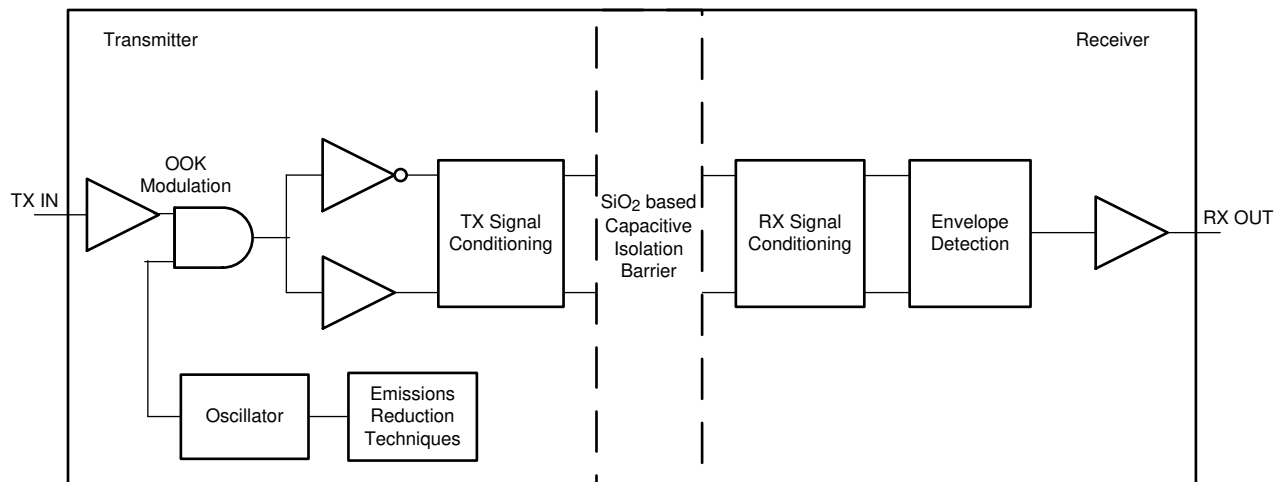 Transmitter
Receiver
OOK
Modulation
TX IN
TX Signal
Conditioning
SiO2 based
Capacitive
Isolation
Barrier
RX Signal
Conditioning
Envelope
Detection
RX OUT
Oscillator
Emissions
Reduction
Techniques